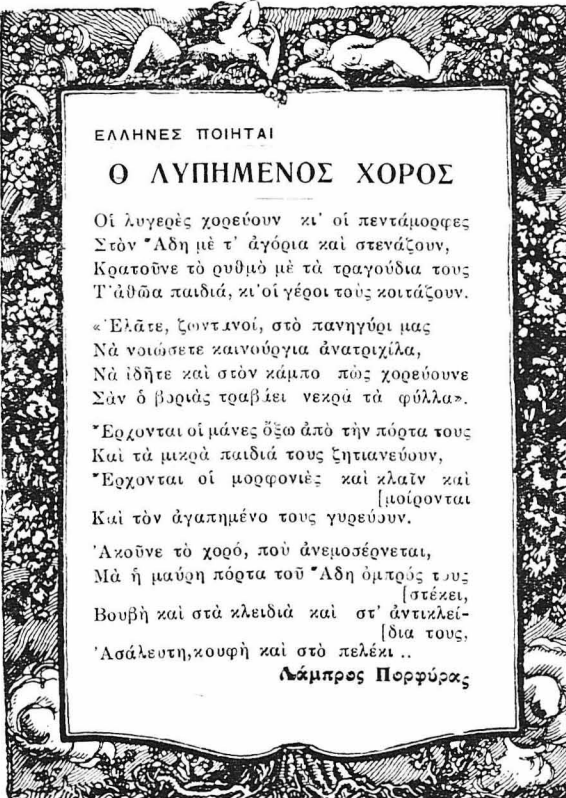 ΕΛΛΗΝΕΣ ΠΟΙΗΤΑΙ
Ο ΛΥΠΗΜΕΝΟΣ ΧΟΡΟΣ
Οἱ λυγερὲς χορεύουν κι' οἱ πεντάμορφες
Στὸν Ἅδη μὲ τ' ἀγόρια καὶ στενάζουν,
Κρατοῦνε τὸ ρυθμὸ μὲ τὰ τραγούδια τους
Τ' ἀθῶα παιδιά, κι' οἱ γέροι τοὺς κοιτάζουν.
«Ἐλᾶτε, ζωντανοί, στὸ πανηγύρι μας
Νὰ νοιώσετε καινούργια ἀνατριχίλα,
Νὰ ἰδῆτε καὶ στὸν κάμπο πὼς χορεύουνε
Σὰν ὁ βοριὰς τραβάει νεκρὰ τὰ φύλλα».
Ἔρχονται οἱ μάνες ὄξω ἀπὸ τὴν πόρτα τους
Καὶ τὰ μικρὰ παιδιά τους ζητιανεύουν,
Ἔρχονται οἱ μορφονιὲς καὶ κλαῖν καὶ
[μοίρονται
Καὶ τὸν ἀγαπημένο τους γυρεύουν.
Ἀκοῦνε τὸ χορό, ποὺ ἀνεμοσέρνεται,
Μὰ ἡ μαύρη πόρτα τοῦ Ἅδη ὀμπρός τους
[στέκει,
Βουβὴ καὶ στὰ κλειδιὰ καὶ στ' ἀντικλεί-
[δια τους,
Ἀσάλευτη, κουφὴ καὶ στὸ πελέκι..
Λάμπρος Πορφύρας